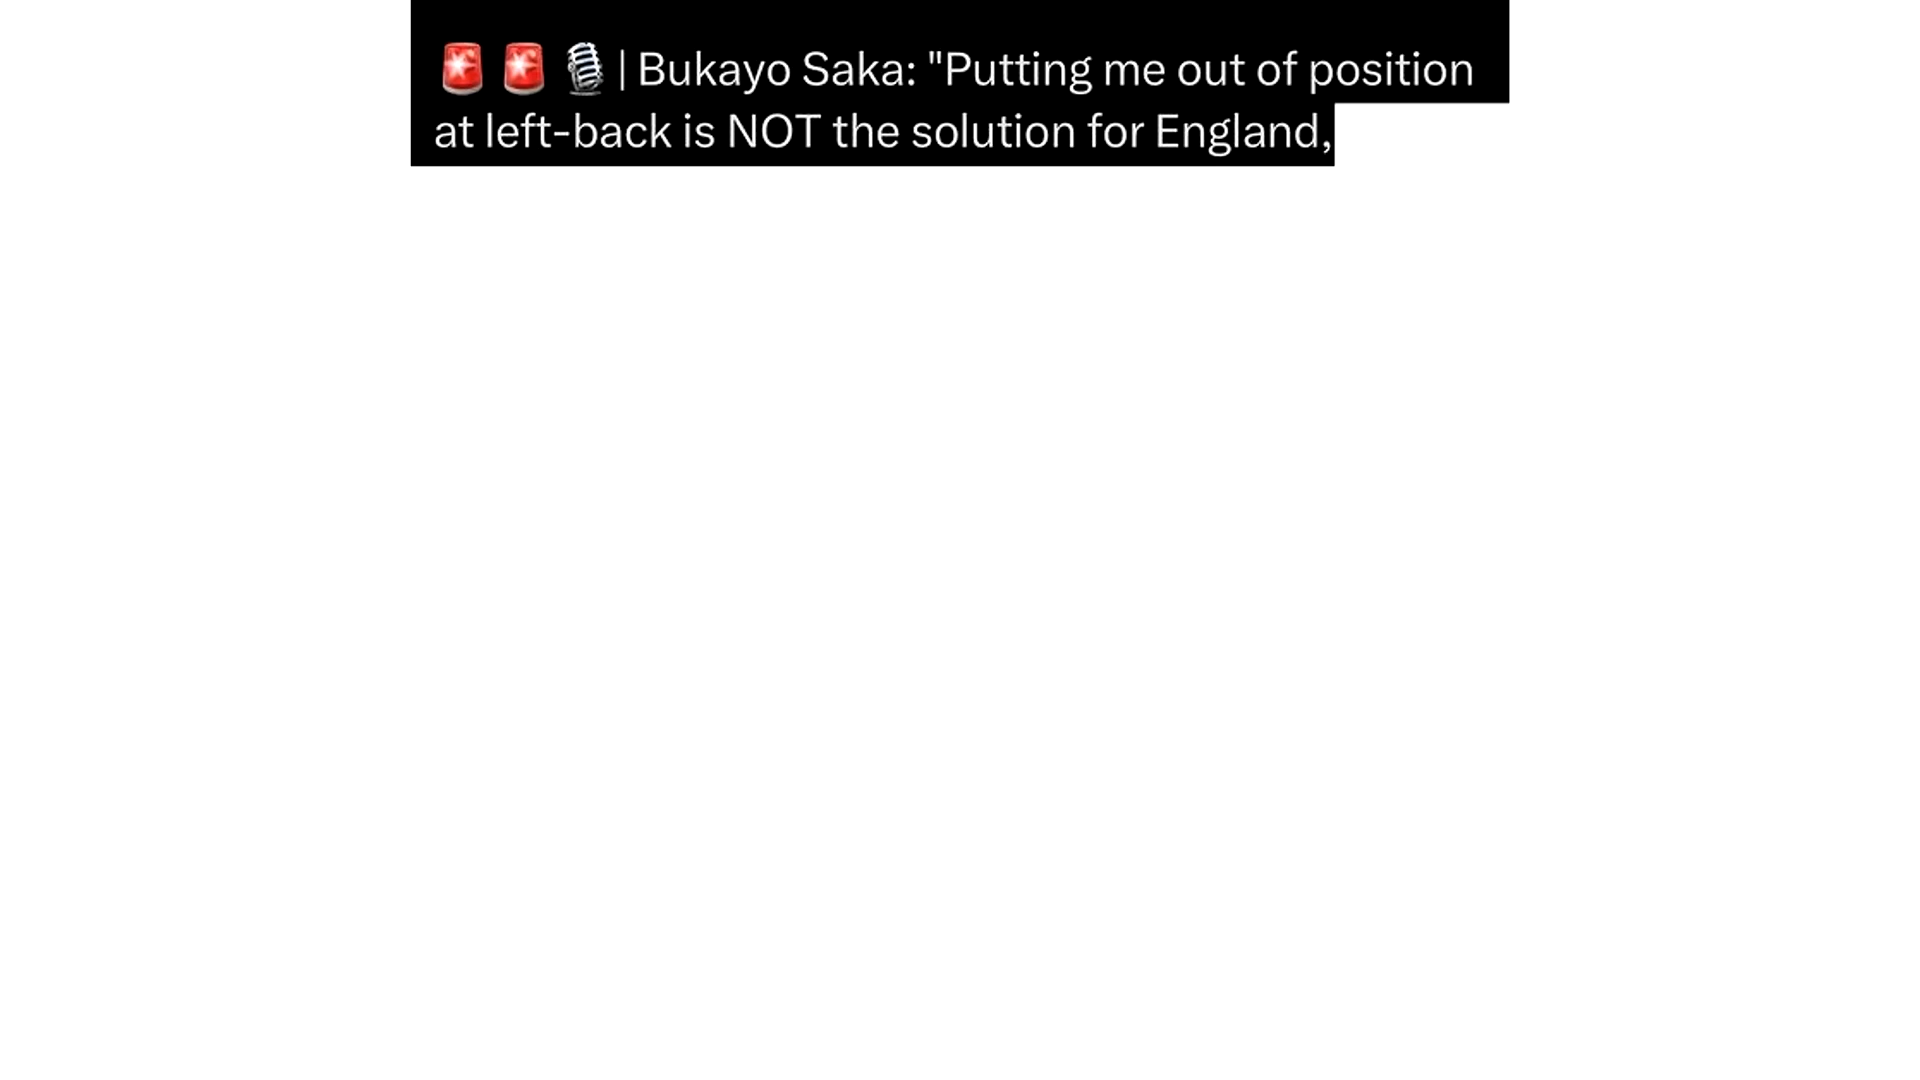 🚨 🚨 🎙️ | Bukayo Saka: "Putting me out of position
at left-back is NOT the solution for England,